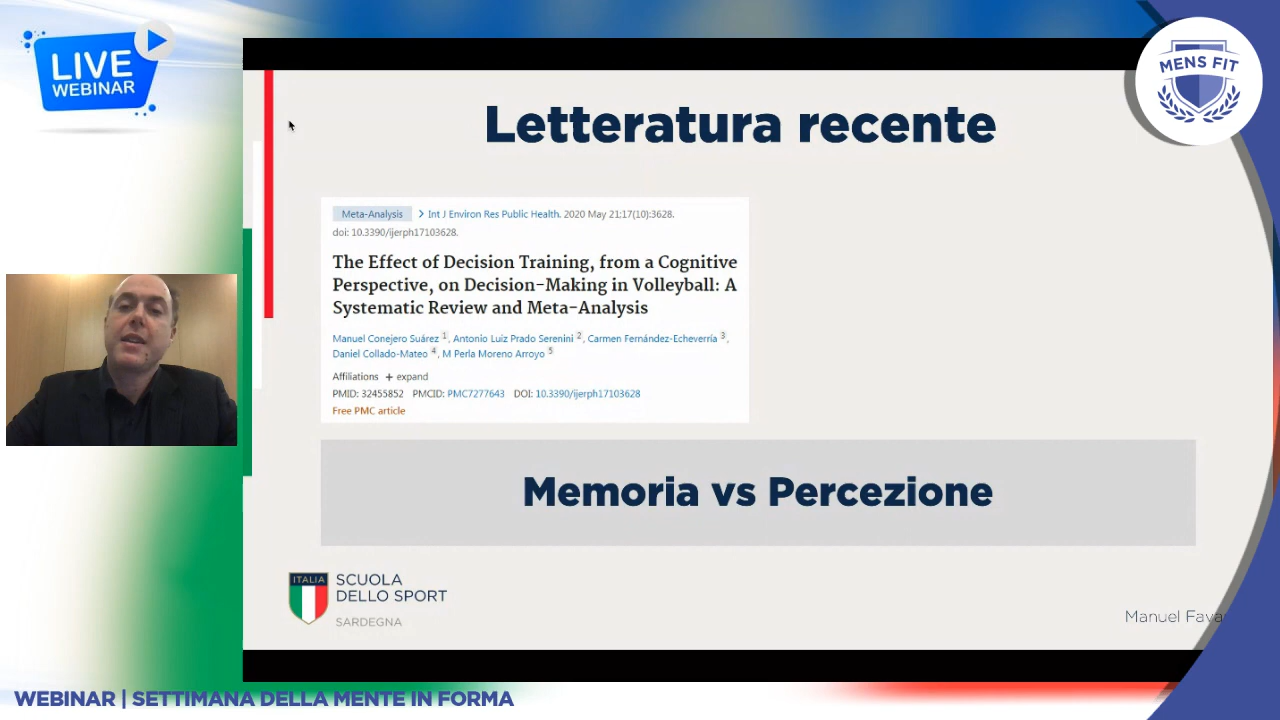 LIVE
WEBINAR
MENS FIT
Letteratura recente
Meta-Analysis > Int J Environ Res Public Health. 2020 May 21;17(10):3628.
doi: 10.3390/ijerph17103628.
The Effect of Decision Training, from a Cognitive
Perspective, on Decision-Making in Volleyball: A
Systematic Review and Meta-Analysis
Manuel Conejero Suárez 1, Antonio Luiz Prado Serenini 2, Carmen Fernández-Echeverría 3,
Daniel Collado-Mateo 4, M Perla Moreno Arroyo 5
Affiliations + expand
PMID: 32455852 PMCID: PMC7277643 DOI: 10.3390/ijerph17103628
Free PMC article
Memoria vs Percezione
ITALIA
SCUOLA
DELLO SPORT
SARDEGNA
Manuel Fava
WEBINAR | SETTIMANA DELLA MENTE IN FORMA